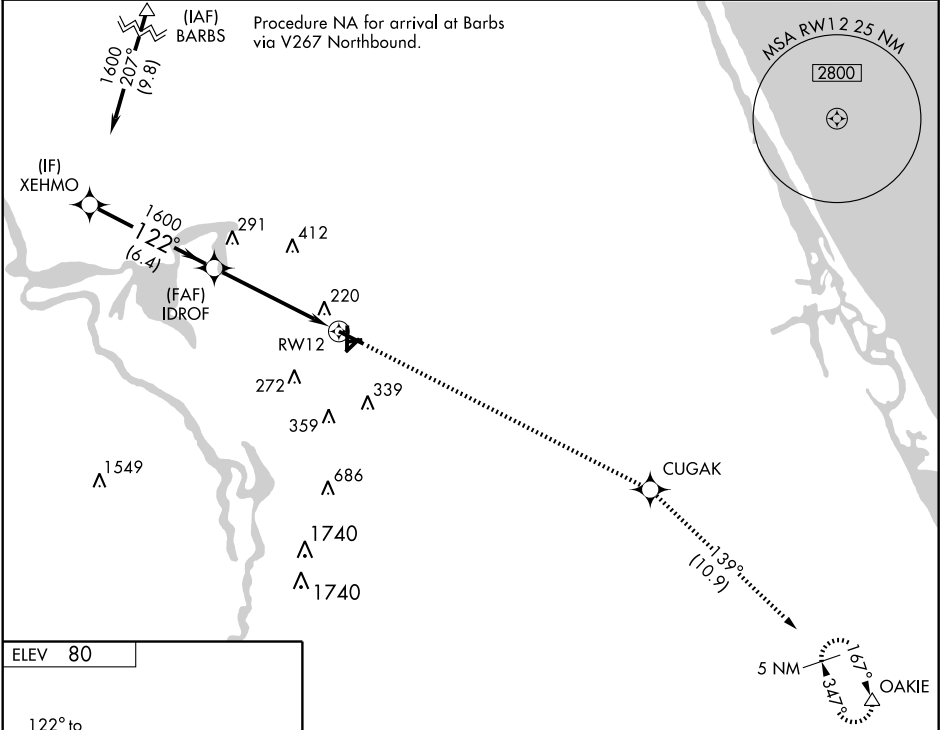 (IAF)
BARBS
Procedure NA for arrival at Barbs
via V267 Northbound.
1600
207°
(9.8)
MSA RW12 25 NM
2800
(IF)
XEHMO
1600
122°
(6.4)
291
412
(FAF)
IDROF
220
RW12
272
339
359
1549
686
CUGAK
1740
1740
139°
(10.9)
ELEV 80
5 NM
167°
347°
OAKIE
122° to